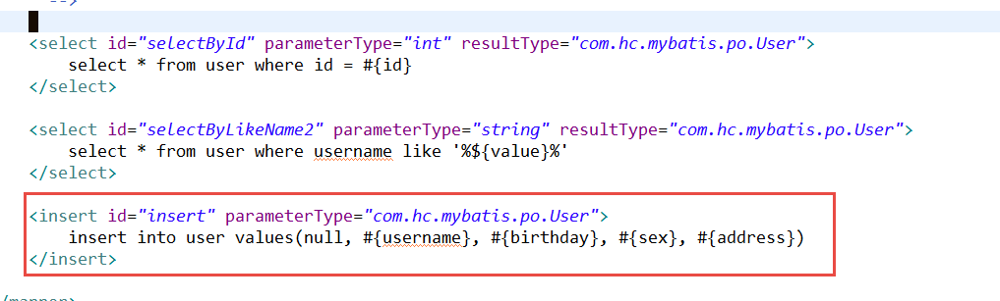 -->
<select id="selectById" parameterType="int" resultType="com.hc.mybatis.po.User">
select * from user where id = #{id}
</select>
<select id="selectByLikeName2" parameterType="string" resultType="com.hc.mybatis.po.User">
select * from user where username like '%${value}%'
</select>
<insert id="insert" parameterType="com.hc.mybatis.po.User">
insert into user values(null, #{username}, #{birthday}, #{sex}, #{address})
</insert>
/mapper>